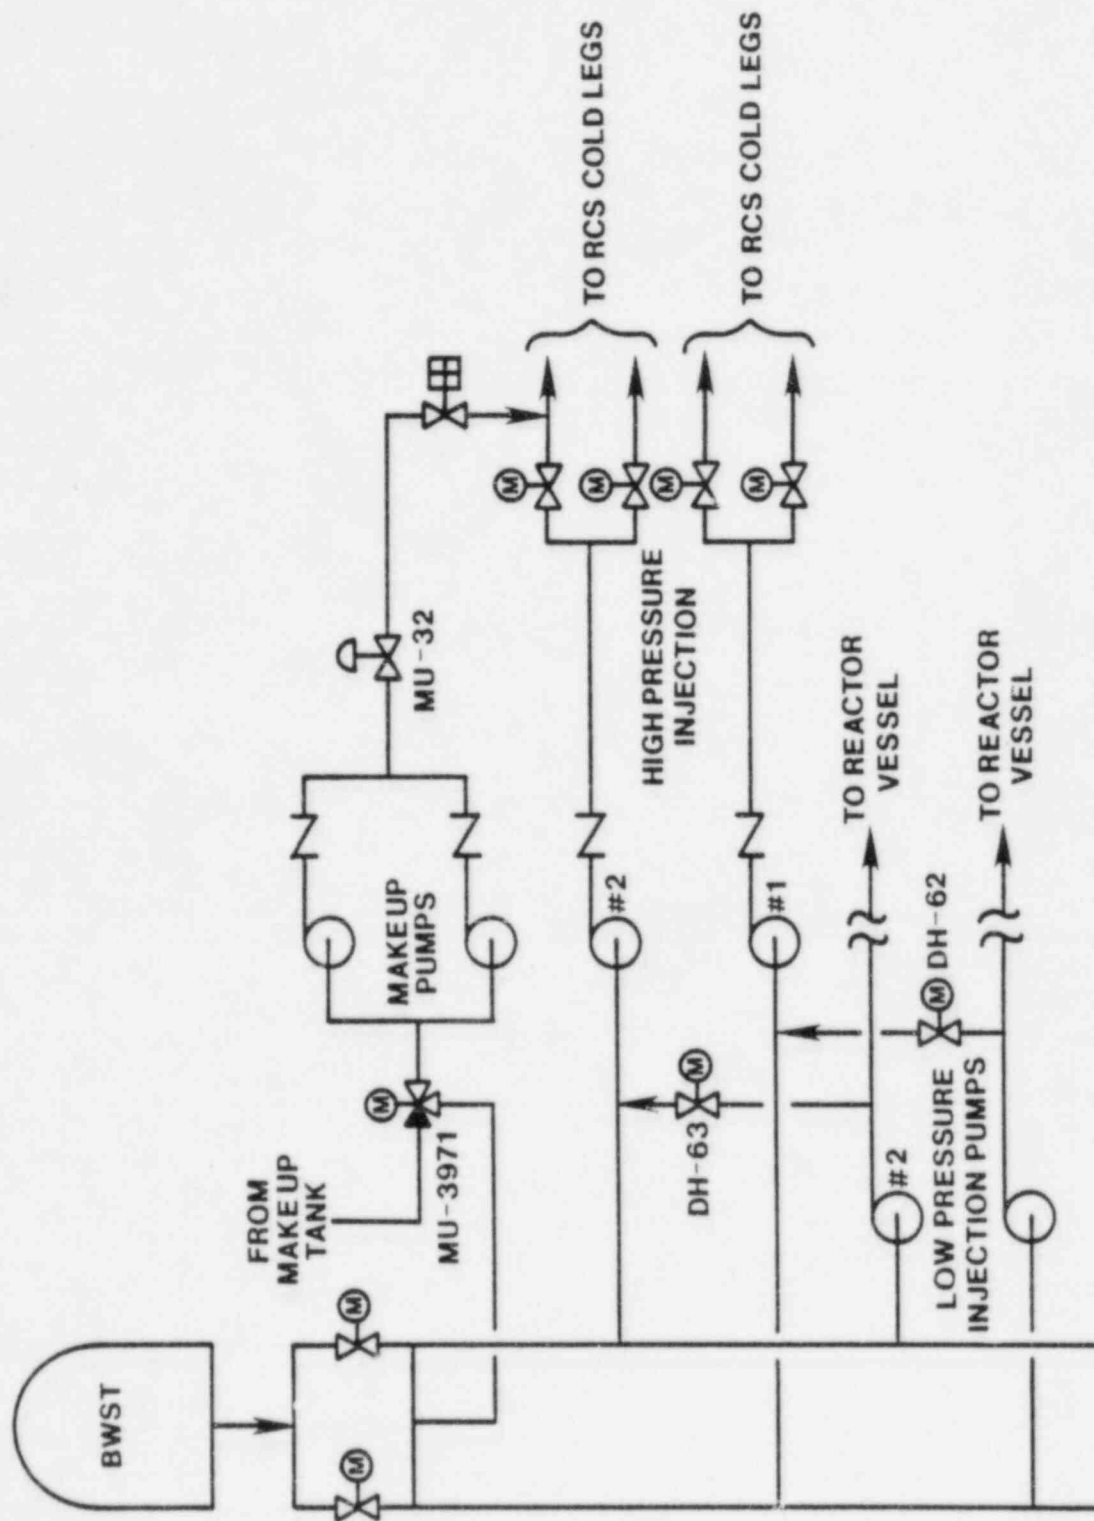 BWST
FROM
MAKE UP
TANK
MU-3971
M
M
M
MAKEUP
PUMPS
MU-32
M
M
M
M
TO RCS COLD LEGS
TO RCS COLD LEGS
HIGH PRESSURE
INJECTION
#2
#1
DH-63
M
M
DH-62
#2
LOW PRESSURE
INJECTION PUMPS
TO REACTOR
VESSEL
TO REACTOR
VESSEL